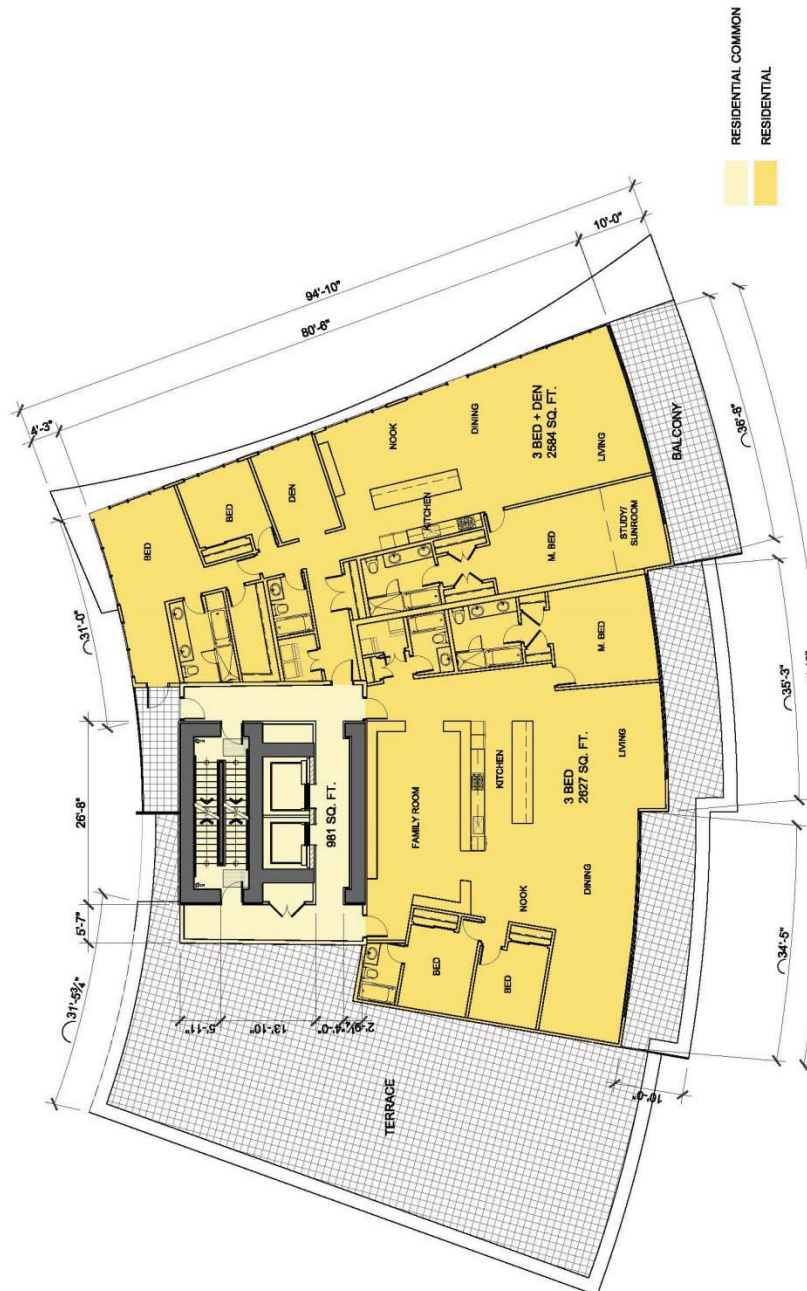 RESIDENTIAL COMMON
RESIDENTIAL
94'-10"
80'-6"
10'-0"
4'-3"
31'-0"
26'-8"
5'-7"
31'-5¾"
BED
BED
DEN
NOOK
DINING
KITCHEN
3 BED + DEN
2584 SQ. FT.
LIVING
M. BED
STUDY/
SUNROOM
BALCONY
36'-8"
981 SQ. FT.
FAMILY ROOM
KITCHEN
3 BED
2627 SQ. FT.
LIVING
M. BED
35'-3"
NOOK
DINING
BED
BED
34'-5"
5'-11"
13'-10"
4'-0"
10'-0"
TERRACE